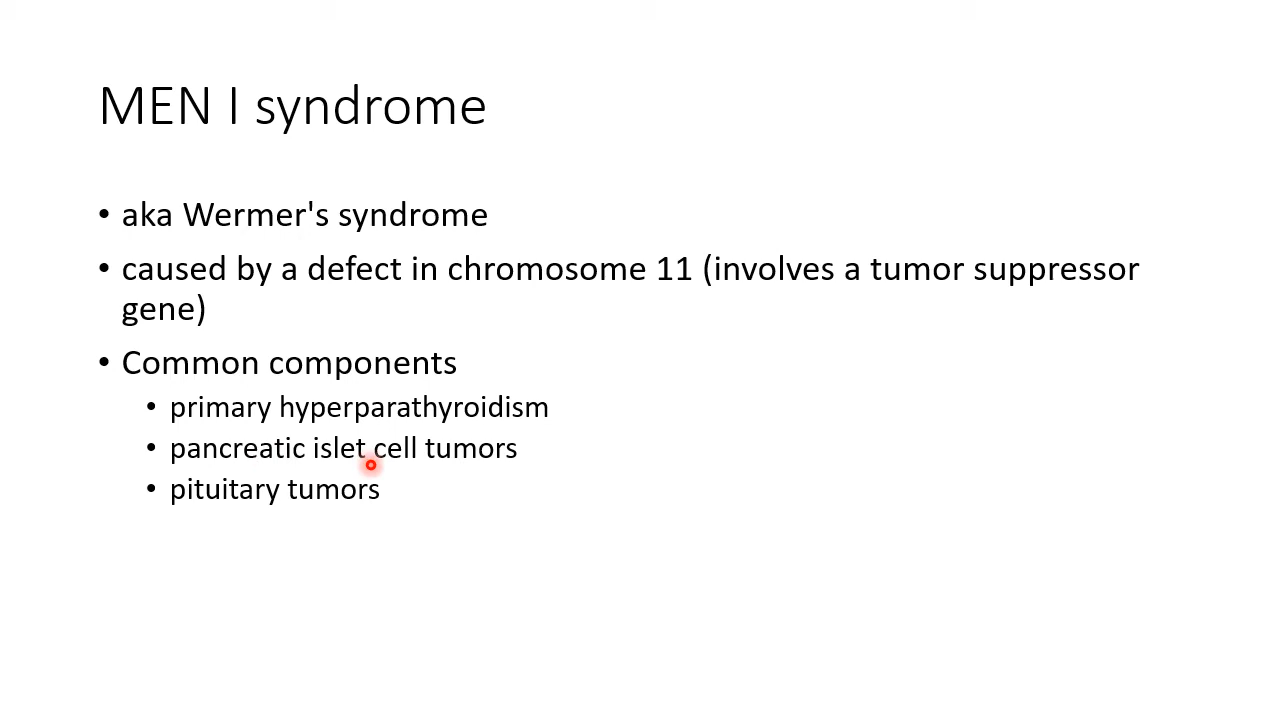 MEN I syndrome
• aka Wermer's syndrome
• caused by a defect in chromosome 11 (involves a tumor suppressor
gene)
• Common components
• primary hyperparathyroidism
• pancreatic islet cell tumors
• pituitary tumors